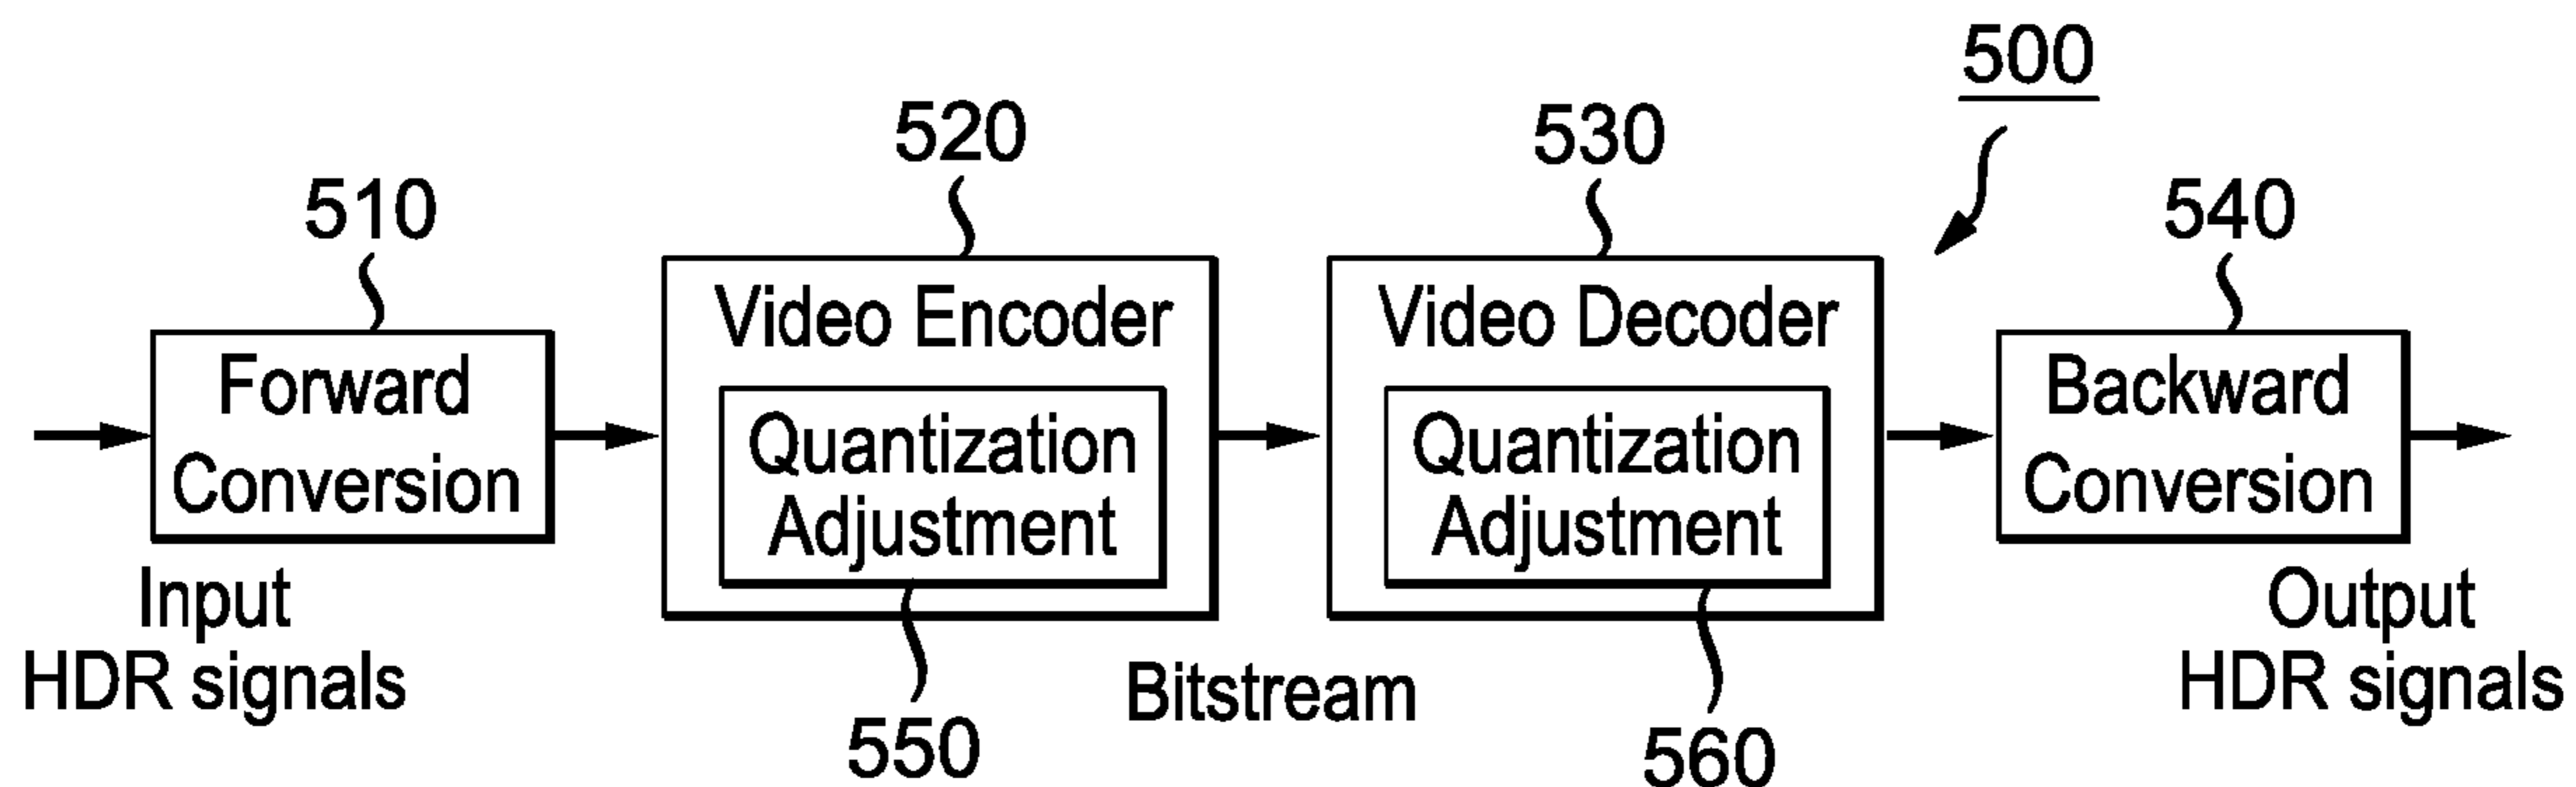 500
520
530
510
540
Video Encoder
Video Decoder
Forward
Conversion
Quantization
Adjustment
Quantization
Adjustment
Backward
Conversion
Input
HDR signals
Bitstream
Output
HDR signals
550
560